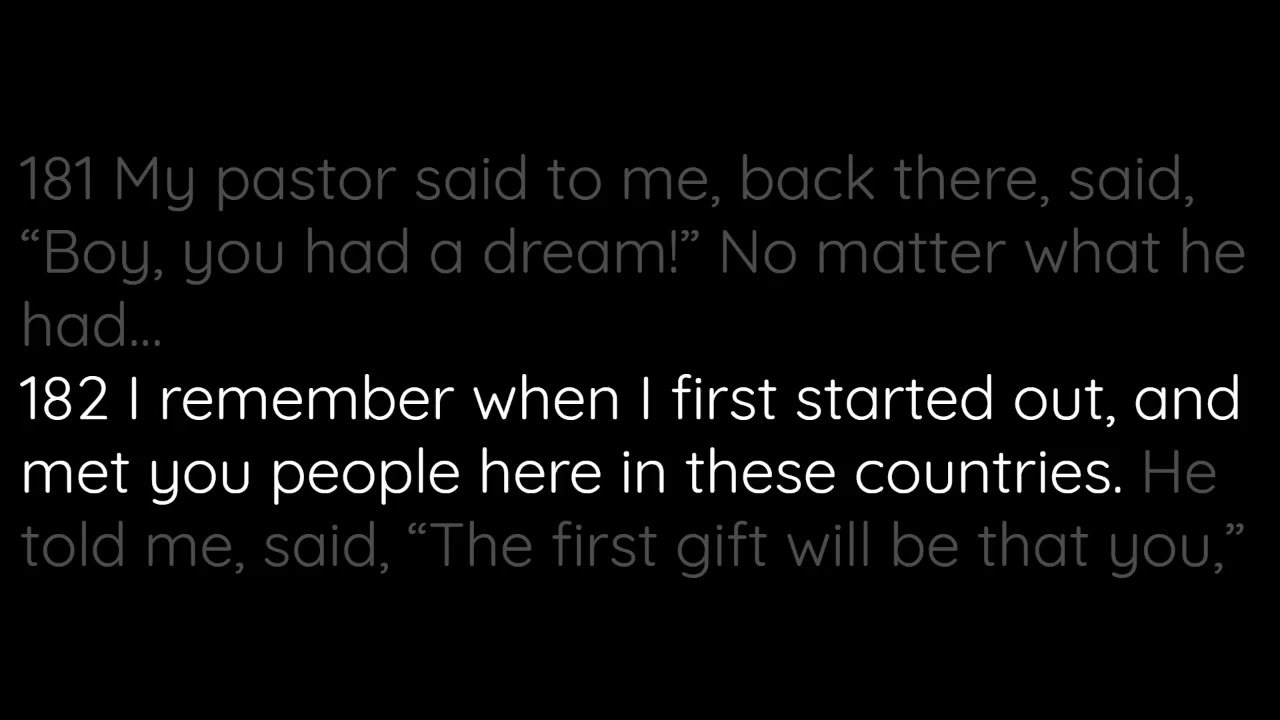 181 My pastor said to me, back there, said,
“Boy, you had a dream!” No matter what he
had...
182 I remember when I first started out, and
met you people here in these countries. He
told me, said, “The first gift will be that you,”